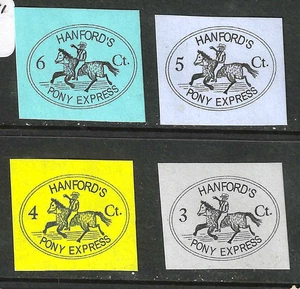 HANFORD'S
6 Ct.
PONY EXPRESS
HANFORD'S
5 Ct.
PONY EXPRESS
HANFORD'S
4 Ct.
PONY EXPRESS
HANFORD'S
3 Ct.
PONY EXPRESS